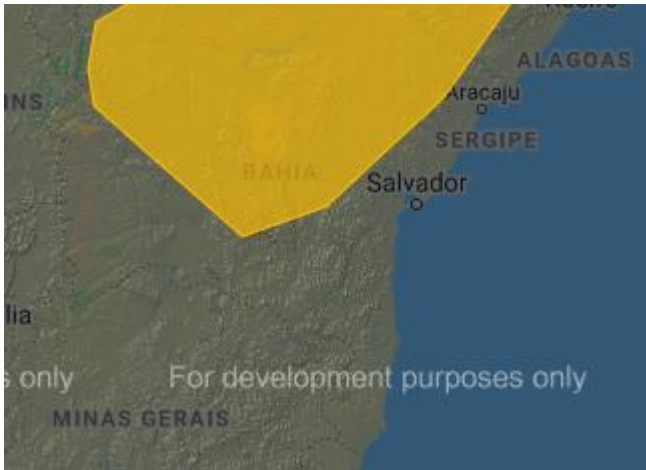 ALAGOAS
INS
Aracaju
SERGIPE
BAHIA
Salvador
lia
s only
For development purposes only
MINAS GERAIS